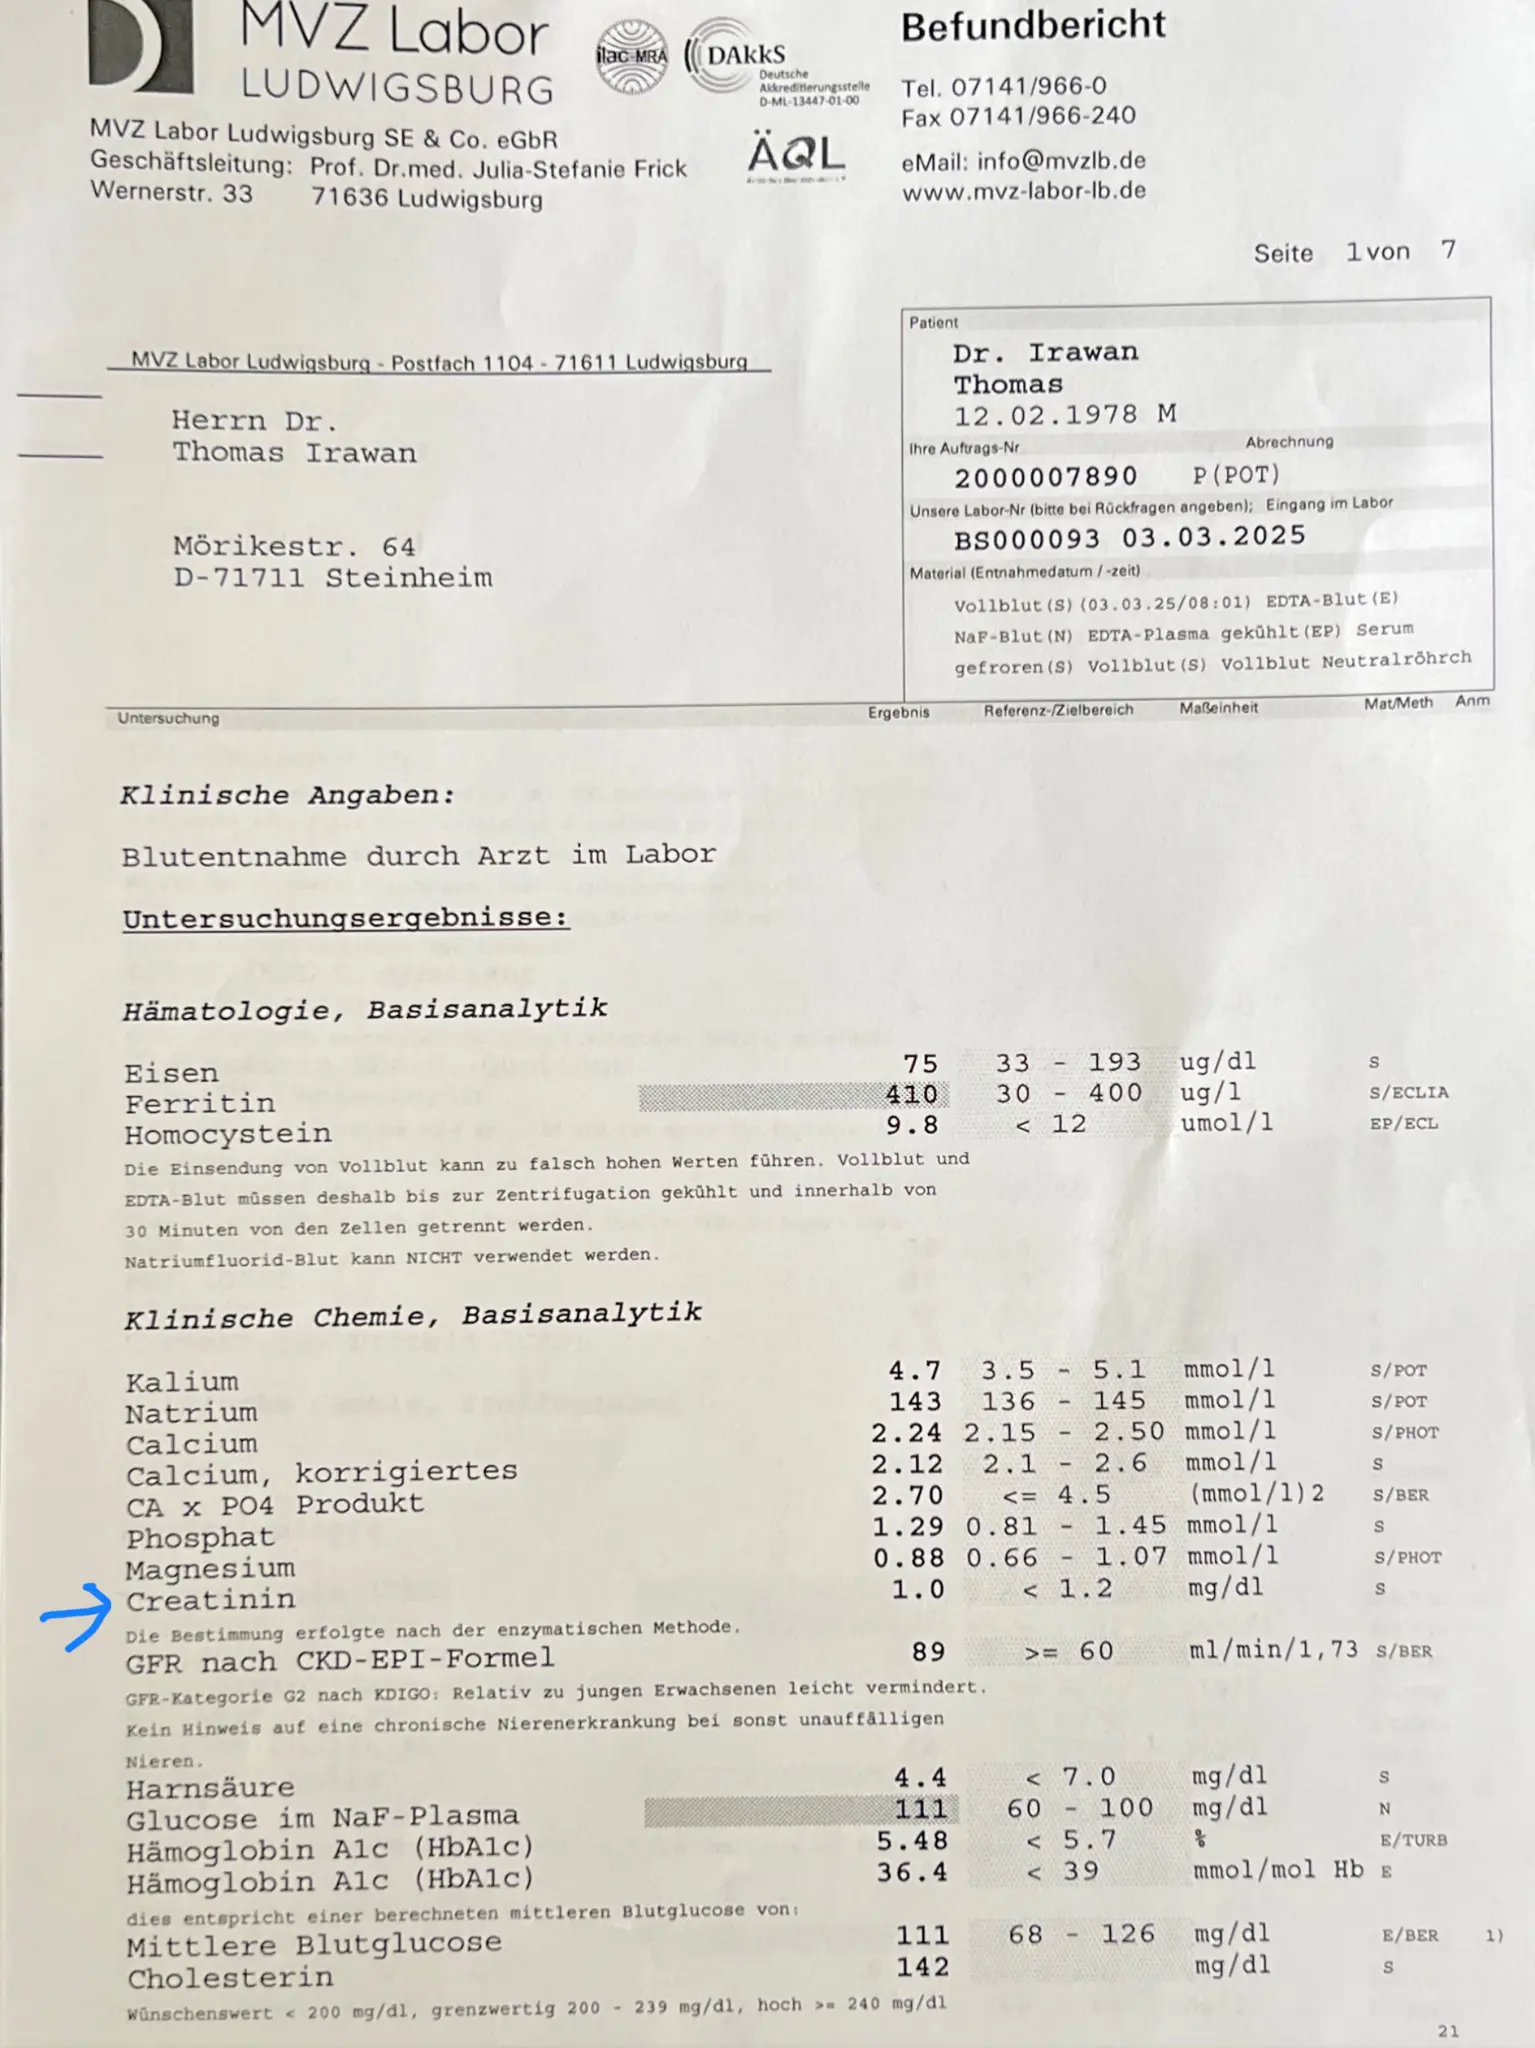 MVZ Labor
LUDWIGSBURG
ilac-MRA
DAkkS
Deutsche
Akkreditierungsstelle
D-ML-13447-01-00
ÄQL
MVZ Labor Ludwigsburg SE & Co. eGbR
Geschäftsleitung: Prof. Dr.med. Julia-Stefanie Frick
Wernerstr. 33 71636 Ludwigsburg
Befundbericht
Tel. 07141/966-0
Fax 07141/966-240
eMail: info@mvzlb.de
www.mvz-labor-lb.de
Seite 1von 7
MVZ Labor Ludwigsburg - Postfach 1104 - 71611 Ludwigsburg
Herrn Dr.
Thomas Irawan
Mörikestr. 64
D-71711 Steinheim
Patient
Dr. Irawan
Thomas
12.02.1978 M
Ihre Auftrags-Nr Abrechnung
2000007890 P(POT)
Unsere Labor-Nr (bitte bei Rückfragen angeben); Eingang im Labor
BS000093 03.03.2025
Material (Entnahmedatum / -zeit)
Vollblut(S) (03.03.25/08:01) EDTA-Blut(E)
NaF-Blut(N) EDTA-Plasma gekühlt(EP) Serum
gefroren(S) Vollblut(S) Vollblut Neutralröhrch
Untersuchung Ergebnis Referenz-/Zielbereich Maßeinheit Mat/Meth Anm
Klinische Angaben:
Blutentnahme durch Arzt im Labor
Untersuchungsergebnisse:
Hämatologie, Basisanalytik
Eisen 75 33 - 193 ug/dl S
Ferritin 410 30 - 400 ug/l S/ECLIA
Homocystein 9.8 < 12 umol/l EP/ECL
Die Einsendung von Vollblut kann zu falsch hohen Werten führen. Vollblut und
EDTA-Blut müssen deshalb bis zur Zentrifugation gekühlt und innerhalb von
30 Minuten von den Zellen getrennt werden.
Natriumfluorid-Blut kann NICHT verwendet werden.
Klinische Chemie, Basisanalytik
Kalium 4.7 3.5 - 5.1 mmol/l S/POT
Natrium 143 136 - 145 mmol/l S/POT
Calcium 2.24 2.15 - 2.50 mmol/l S/PHOT
Calcium, korrigiertes 2.12 2.1 - 2.6 mmol/l S
CA x PO4 Produkt 2.70 <= 4.5 (mmol/l)2 S/BER
Phosphat 1.29 0.81 - 1.45 mmol/l S
Magnesium 0.88 0.66 - 1.07 mmol/l S/PHOT
Creatinin 1.0 < 1.2 mg/dl S
Die Bestimmung erfolgte nach der enzymatischen Methode.
GFR nach CKD-EPI-Formel 89 >= 60 ml/min/1,73 S/BER
GFR-Kategorie G2 nach KDIGO: Relativ zu jungen Erwachsenen leicht vermindert.
Kein Hinweis auf eine chronische Nierenerkrankung bei sonst unauffälligen
Nieren.
Harnsäure 4.4 < 7.0 mg/dl S
Glucose im NaF-Plasma 111 60 - 100 mg/dl N
Hämoglobin A1c (HbA1c) 5.48 < 5.7 % E/TURB
Hämoglobin A1c (HbA1c) 36.4 < 39 mmol/mol Hb E
dies entspricht einer berechneten mittleren Blutglucose von:
Mittlere Blutglucose 111 68 - 126 mg/dl E/BER 1)
Cholesterin 142 mg/dl S
Wünschenswert < 200 mg/dl, grenzwertig 200 - 239 mg/dl, hoch >= 240 mg/dl
21